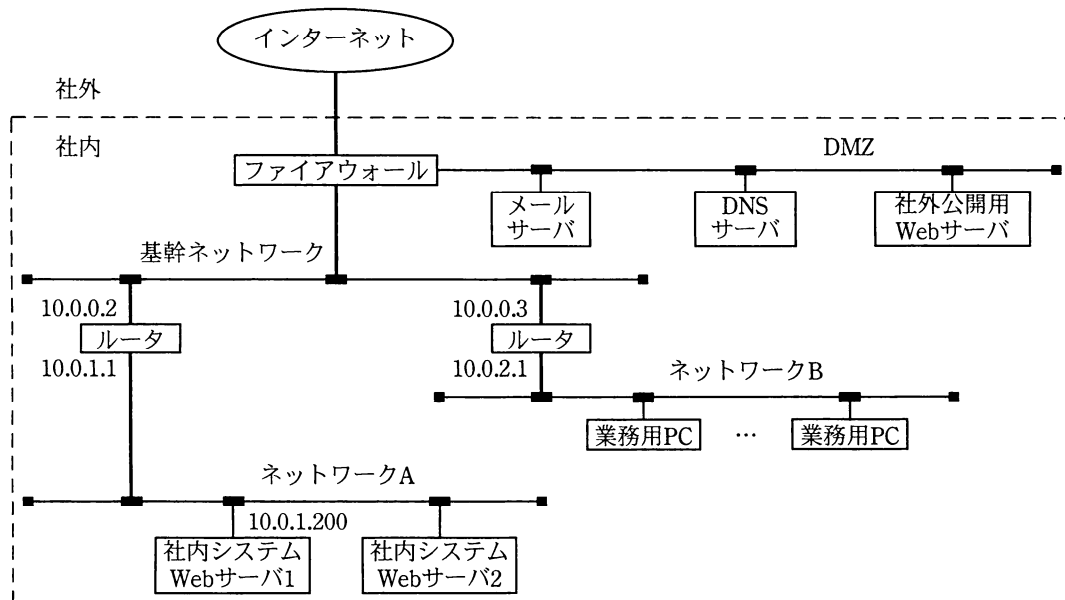 インターネット
社外
社内
DMZ
ファイアウォール
メール
サーバ
DNS
サーバ
社外公開用
Webサーバ
基幹ネットワーク
10.0.0.2
10.0.0.3
ルータ
ルータ
10.0.1.1
10.0.2.1
ネットワークB
業務用PC
…
業務用PC
ネットワークA
10.0.1.200
社内システム
Webサーバ1
社内システム
Webサーバ2